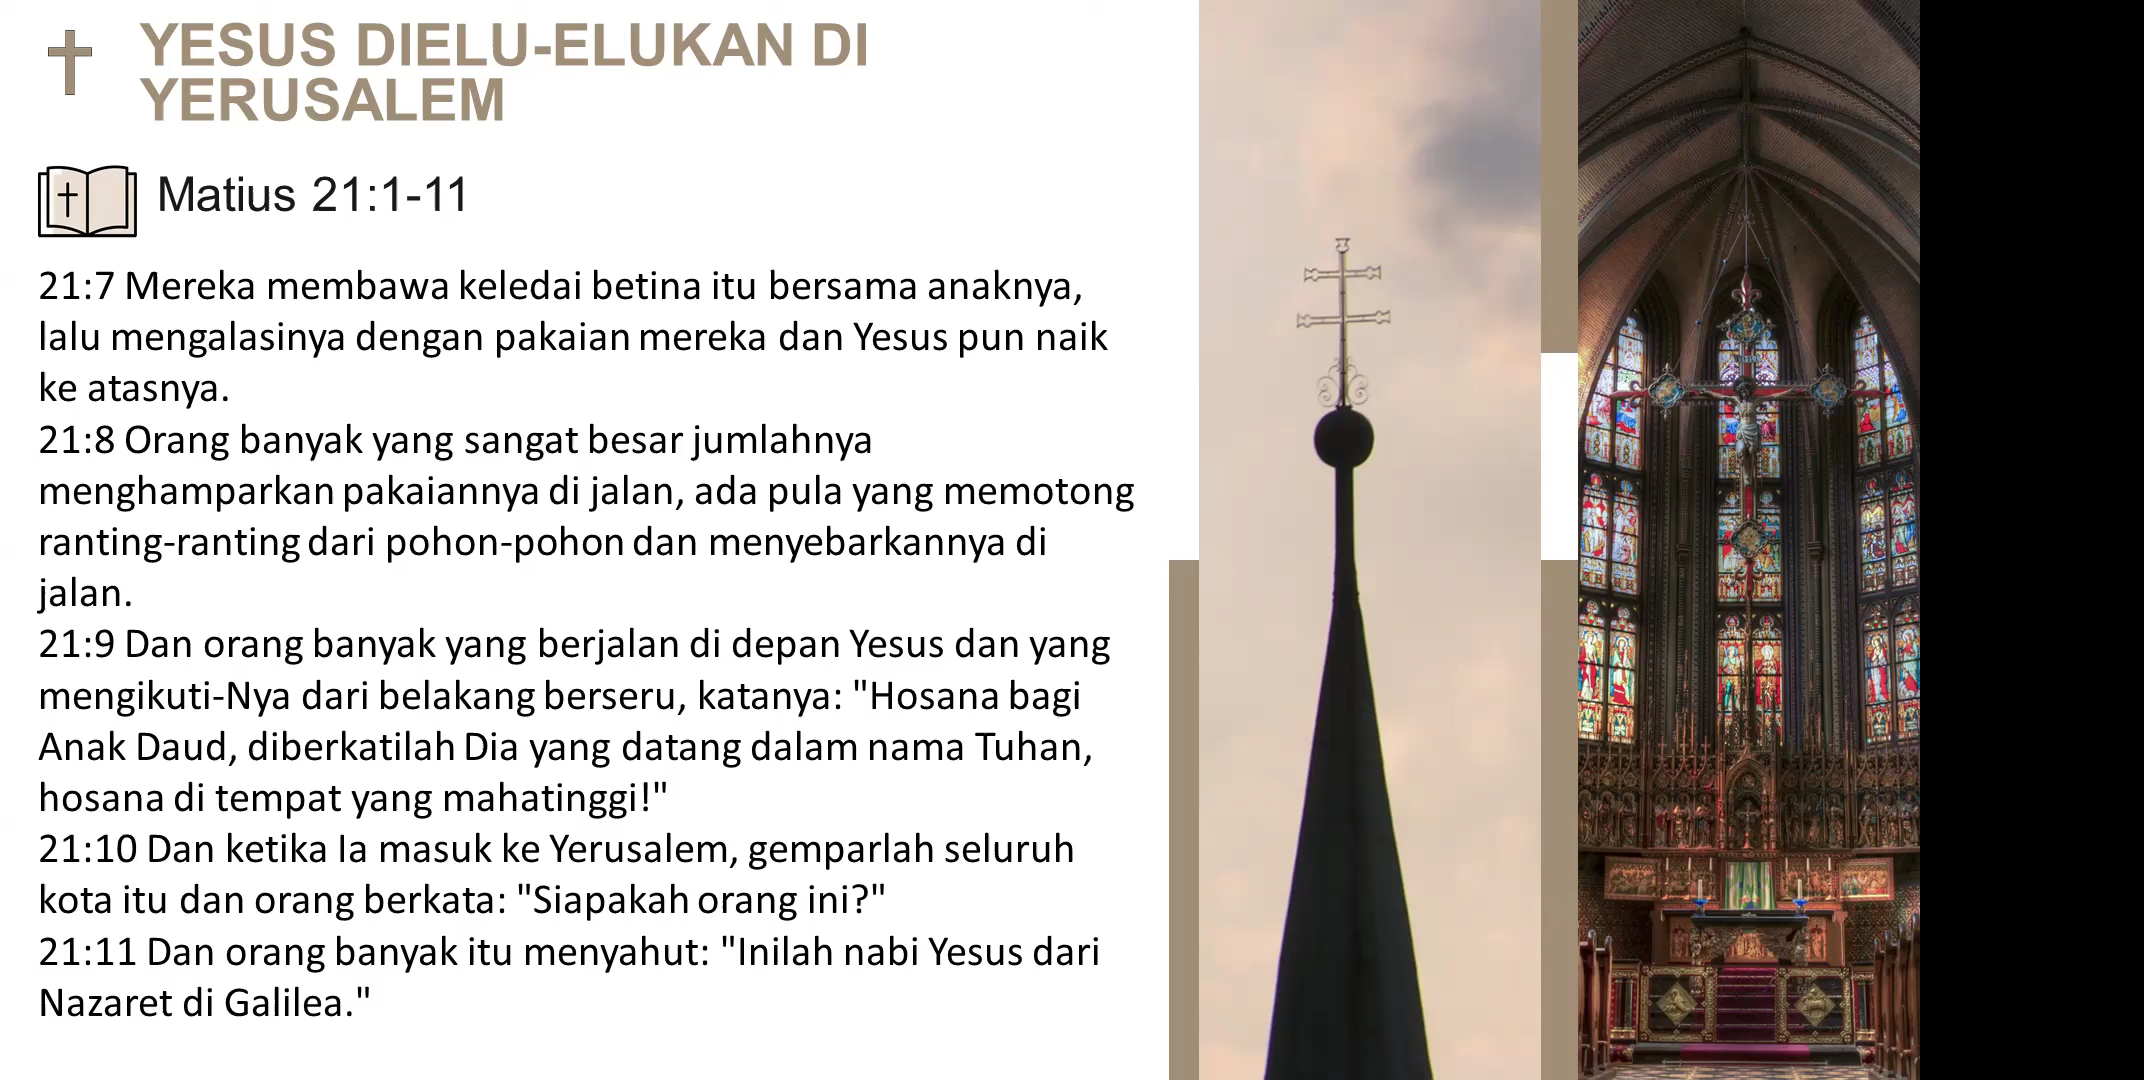 YESUS DIELU-ELUKAN DI
YERUSALEM
Matius 21:1-11
21:7 Mereka membawa keledai betina itu bersama anaknya,
lalu mengalasinya dengan pakaian mereka dan Yesus pun naik
ke atasnya.
21:8 Orang banyak yang sangat besar jumlahnya
menghamparkan pakaiannya di jalan, ada pula yang memotong
ranting-ranting dari pohon-pohon dan menyebarkannya di
jalan.
21:9 Dan orang banyak yang berjalan di depan Yesus dan yang
mengikuti-Nya dari belakang berseru, katanya: "Hosana bagi
Anak Daud, diberkatilah Dia yang datang dalam nama Tuhan,
hosana di tempat yang mahatinggi!"
21:10 Dan ketika Ia masuk ke Yerusalem, gemparlah seluruh
kota itu dan orang berkata: "Siapakah orang ini?"
21:11 Dan orang banyak itu menyahut: "Inilah nabi Yesus dari
Nazaret di Galilea."